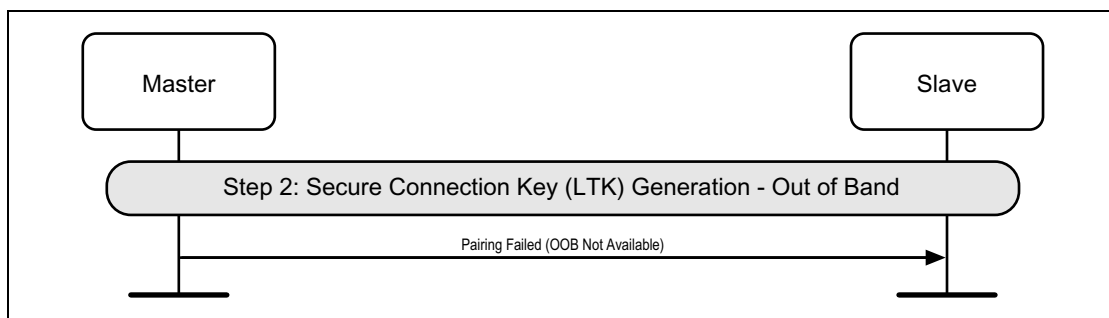 Master
Slave
Step 2: Secure Connection Key (LTK) Generation - Out of Band
Pairing Failed (OOB Not Available)